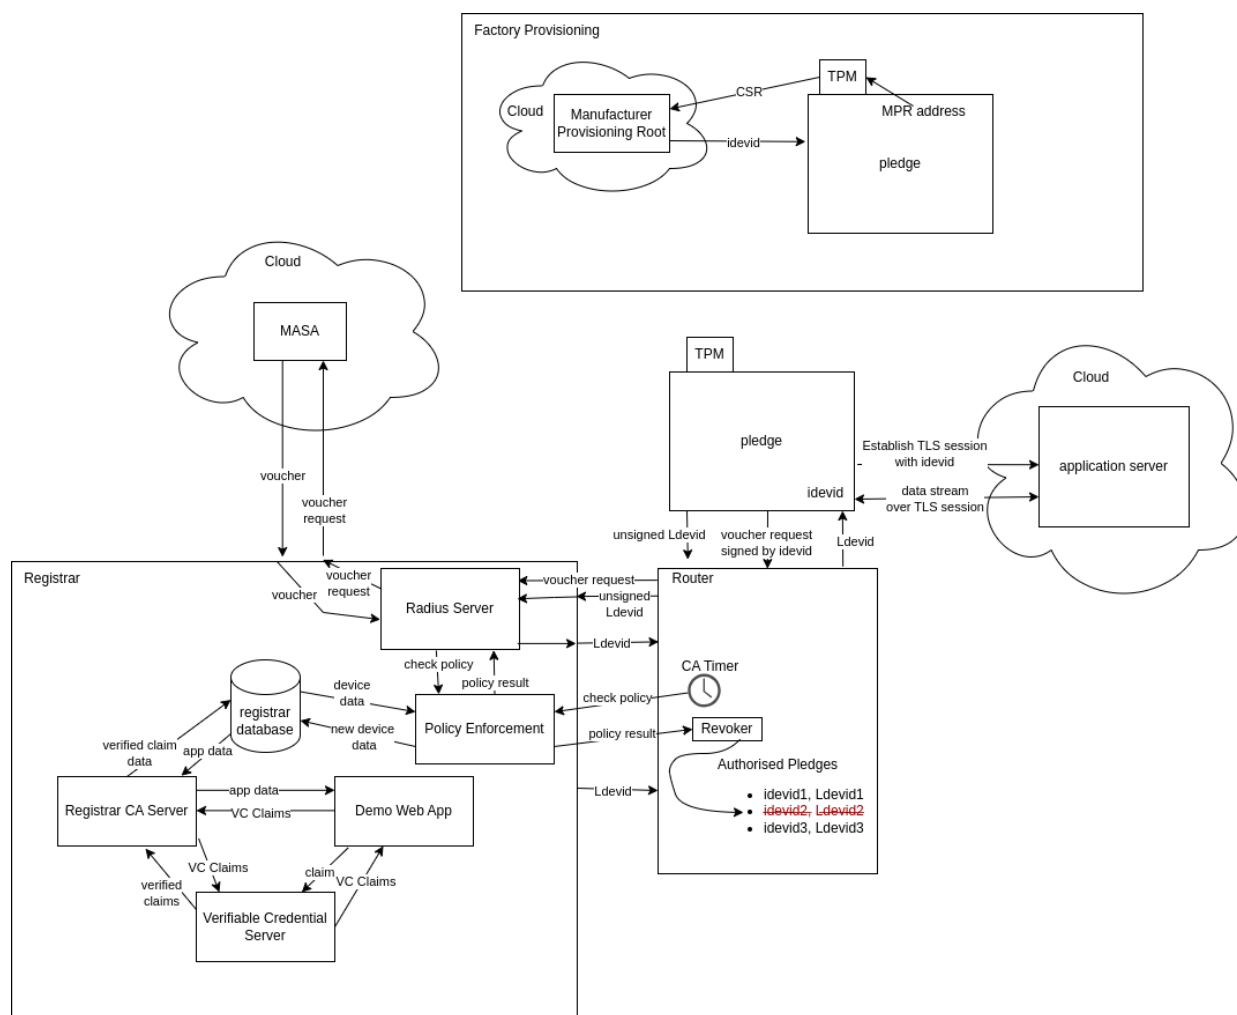 Factory Provisioning
TPM
CSR
Cloud
Manufacturer
Provisioning Root
MPR address
idevid
pledge
Cloud
MASA
TPM
Cloud
pledge
Establish TLS session
with idevid
application server
voucher
idevid
data stream
over TLS session
voucher
request
unsigned Ldevid
voucher request
signed by idevid
Ldevid
Registrar
voucher
request
voucher
Radius Server
voucher request
unsigned
Ldevid
Router
Ldevid
check policy
policy result
CA Timer
device
data
check policy
registrar
database
new device
data
Policy Enforcement
policy result
Revoker
verified claim
data
app data
Authorised Pledges
Registrar CA Server
app data
VC Claims
Demo Web App
Ldevid
• idevid1, Ldevid1
• idevid2, Ldevid2
• idevid3, Ldevid3
VC Claims
claim
VC Claims
verified
claims
Verifiable Credential
Server